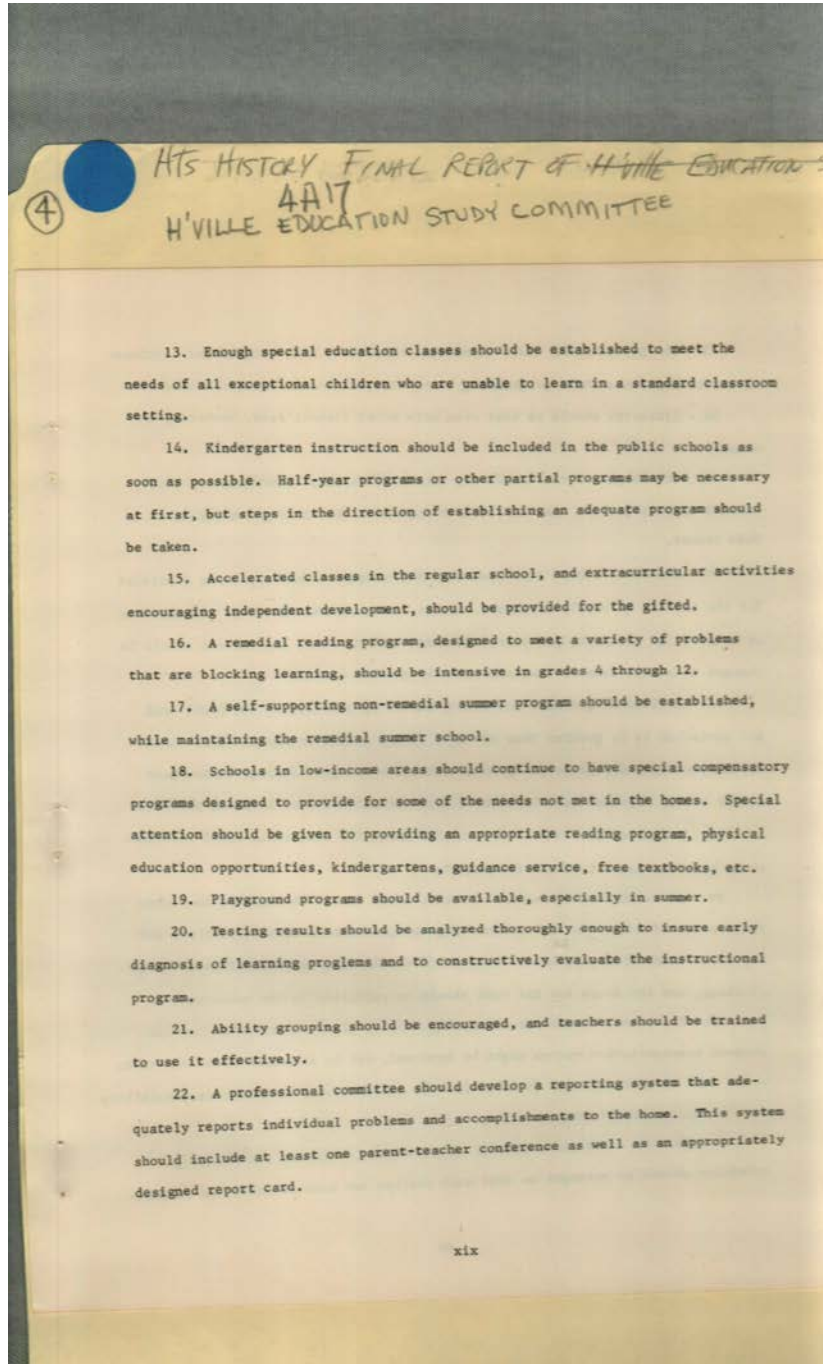 HTS HISTORY FINAL REPORT OF H'VILLE EDUCATION
4
4A17
H'VILLE EDUCATION STUDY COMMITTEE
13. Enough special education classes should be established to meet the
needs of all exceptional children who are unable to learn in a standard classroom
setting.
14. Kindergarten instruction should be included in the public schools as
soon as possible. Half-year programs or other partial programs may be necessary
at first, but steps in the direction of establishing an adequate program should
be taken.
15. Accelerated classes in the regular school, and extracurricular activities
encouraging independent development, should be provided for the gifted.
16. A remedial reading program, designed to meet a variety of problems
that are blocking learning, should be intensive in grades 4 through 12.
17. A self-supporting non-remedial summer program should be established,
while maintaining the remedial summer school.
18. Schools in low-income areas should continue to have special compensatory
programs designed to provide for some of the needs not met in the homes. Special
attention should be given to providing an appropriate reading program, physical
education opportunities, kindergartens, guidance service, free textbooks, etc.
19. Playground programs should be available, especially in summer.
20. Testing results should be analyzed thoroughly enough to insure early
diagnosis of learning proglems and to constructively evaluate the instructional
program.
21. Ability grouping should be encouraged, and teachers should be trained
to use it effectively.
22. A professional committee should develop a reporting system that ade-
quately reports individual problems and accomplishments to the home. This system
should include at least one parent-teacher conference as well as an appropriately
designed report card.
xix